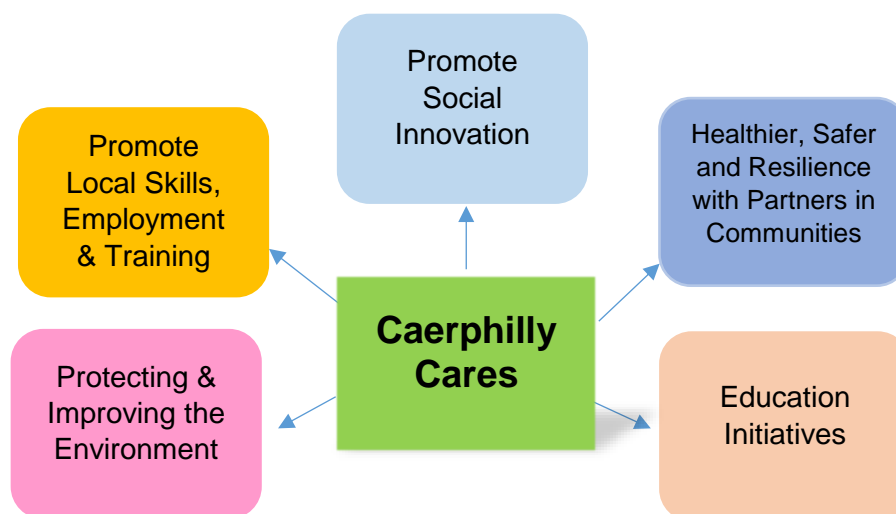 Promote
Social
Innovation
Promote
Local Skills,
Employment
& Training
Healthier, Safer
and Resilience
with Partners in
Communities
Caerphilly
Cares
Protecting &
Improving the
Environment
Education
Initiatives